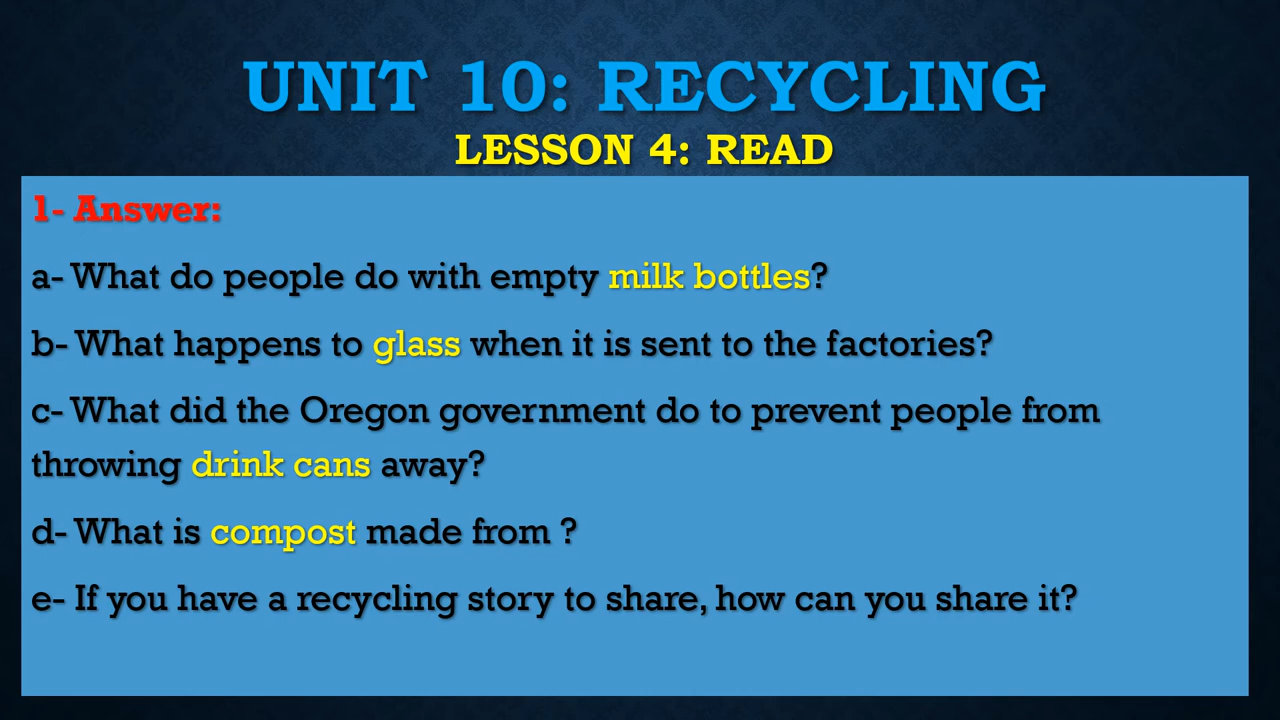 UNIT 10: RECYCLING
LESSON 4: READ
1- Answer:
a- What do people do with empty milk bottles?
b- What happens to glass when it is sent to the factories?
c- What did the Oregon government do to prevent people from
throwing drink cans away?
d- What is compost made from ?
e- If you have a recycling story to share, how can you share it?